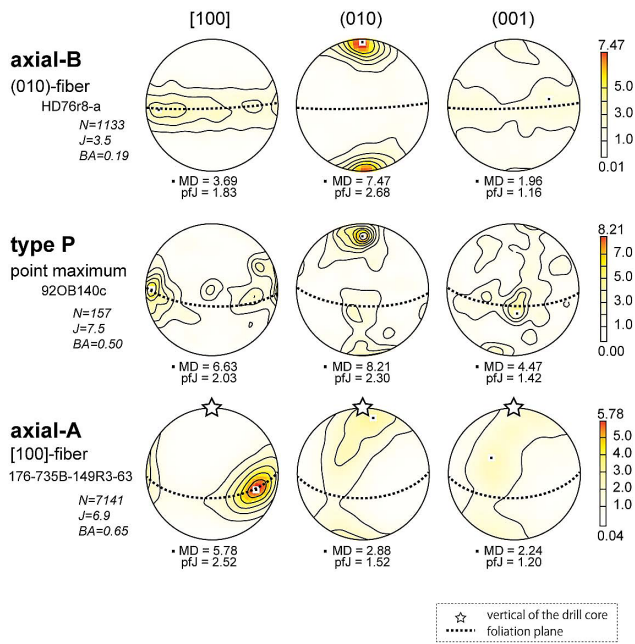 [100] (010) (001)
axial-B
(010)-fiber
HD76r8-a
N=1133
J=3.5
BA=0.19
MD = 3.69
pfJ = 1.83
MD = 7.47
pfJ = 2.68
MD = 1.96
pfJ = 1.16
7.47
5.0
3.0
1.0
0.01
type P
point maximum
92OB140c
N=157
J=7.5
BA=0.50
MD = 6.63
pfJ = 2.03
MD = 8.21
pfJ = 2.30
MD = 4.47
pfJ = 1.42
8.21
7.0
5.0
3.0
1.0
0.00
axial-A
[100]-fiber
176-735B-149R3-63
N=7141
J=6.9
BA=0.65
MD = 5.78
pfJ = 2.52
MD = 2.88
pfJ = 1.52
MD = 2.24
pfJ = 1.20
5.78
5.0
4.0
3.0
2.0
1.0
0.04
vertical of the drill core
foliation plane